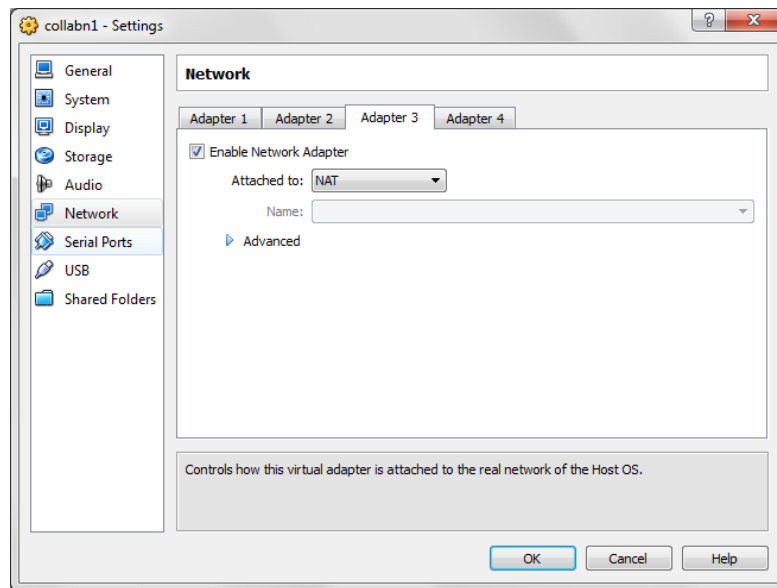 collabn1 - Settings
?
General
System
Display
Storage
Audio
Network
Serial Ports
USB
Shared Folders
Network
Adapter 1 Adapter 2 Adapter 3 Adapter 4
Enable Network Adapter
Attached to: NAT
Name:
Advanced
Controls how this virtual adapter is attached to the real network of the Host OS.
OK Cancel Help